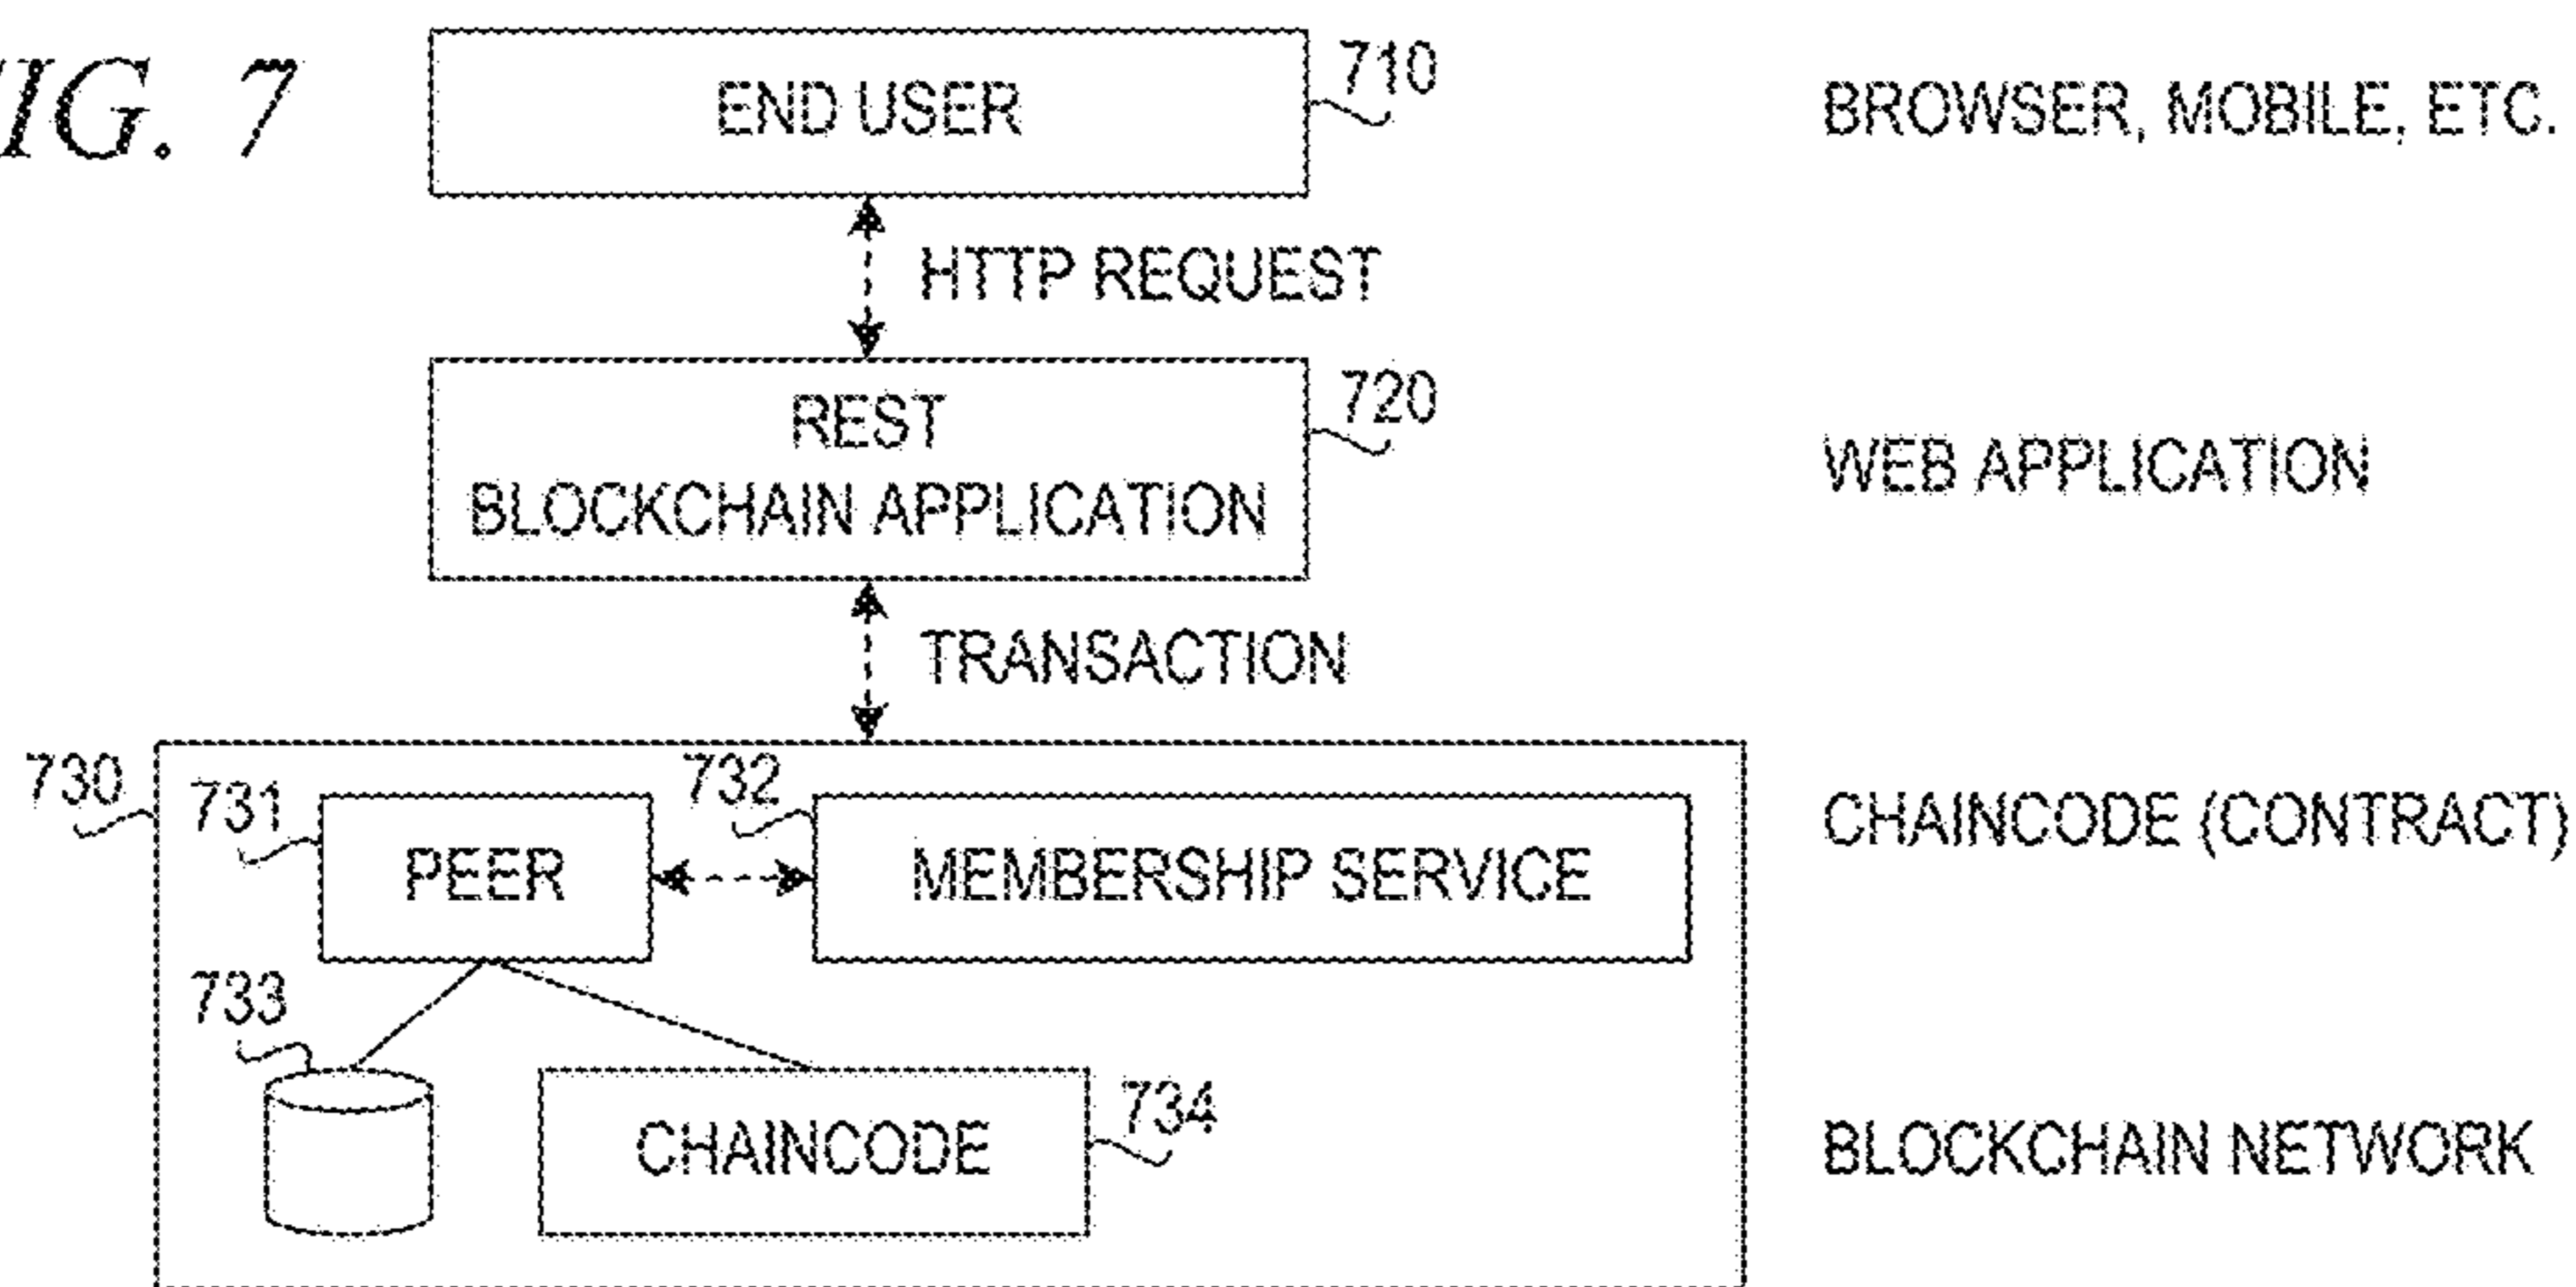 IG. 7
END USER
710
BROWSER, MOBILE, ETC.
HTTP REQUEST
REST
BLOCKCHAIN APPLICATION
720
WEB APPLICATION
TRANSACTION
730
731
PEER
732
MEMBERSHIP SERVICE
CHAINCODE (CONTRACT)
733
CHAINCODE
734
BLOCKCHAIN NETWORK